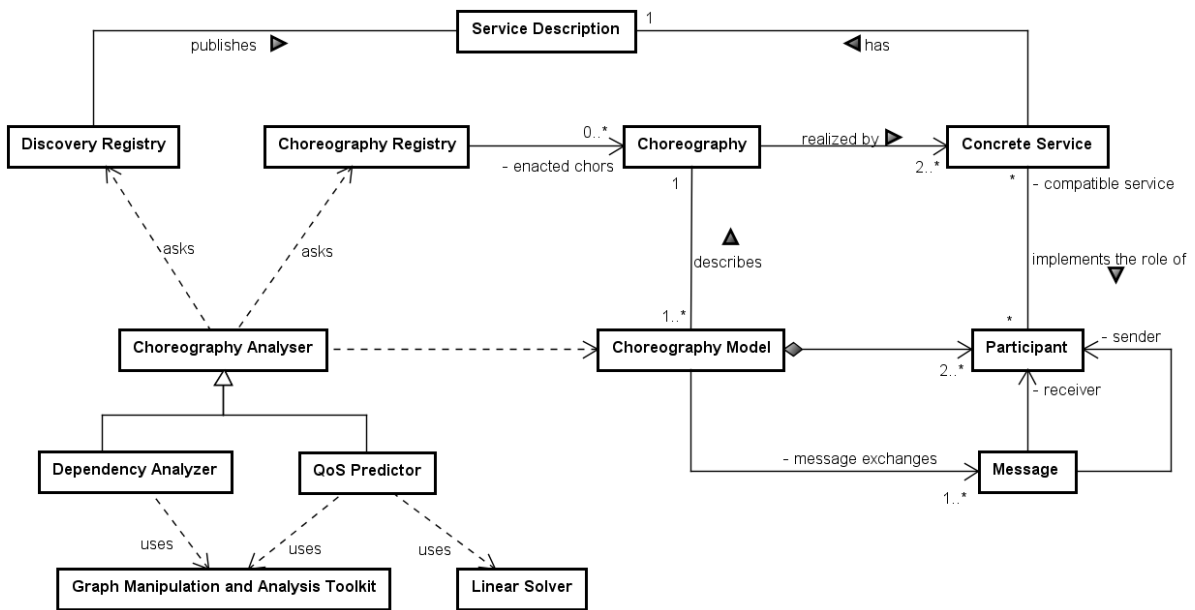 Service Description
1
publishes
has
Discovery Registry
Choreography Registry
0..*
- enacted chors
Choreography
realized by
2..*
Concrete Service
1
*
- compatible service
asks
asks
describes
implements the role of
1..*
*
Choreography Analyser
Choreography Model
2..*
Participant
- sender
- receiver
Dependency Analyzer
QoS Predictor
- message exchanges
1..*
Message
uses
uses
uses
Graph Manipulation and Analysis Toolkit
Linear Solver